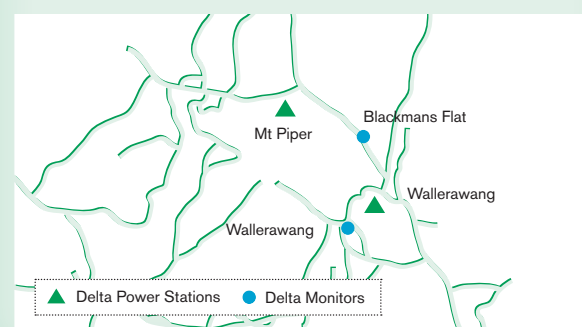 Blackmans Flat
Mt Piper
Wallerawang
Wallerawang
Delta Power Stations
Delta Monitors